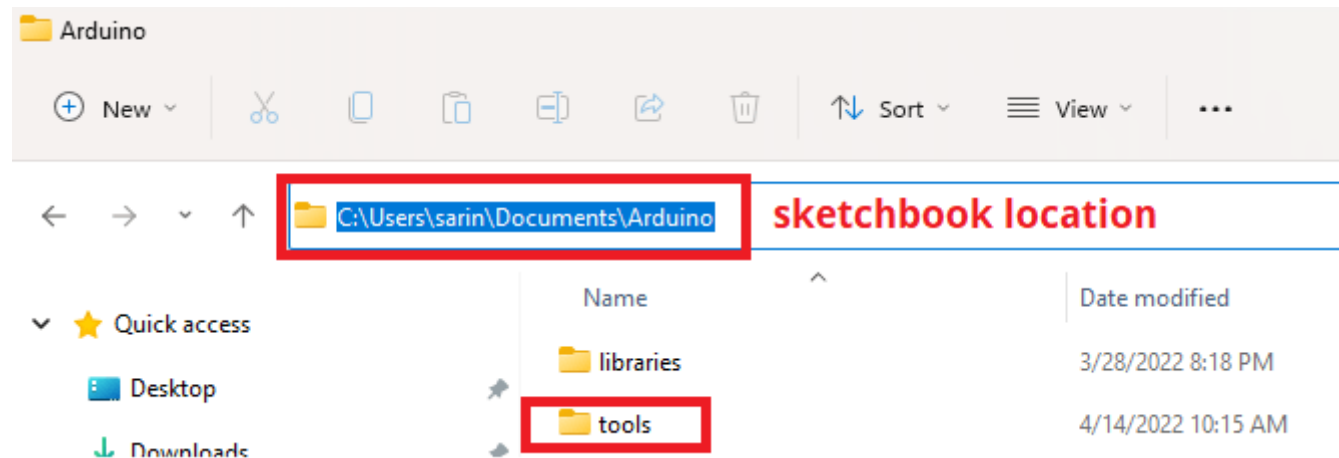 Arduino
New Sort View ...
C:\Users\sarin\Documents\Arduino sketchbook location
Name Date modified
Quick access
libraries 3/28/2022 8:18 PM
Desktop
tools 4/14/2022 10:15 AM
Downloads